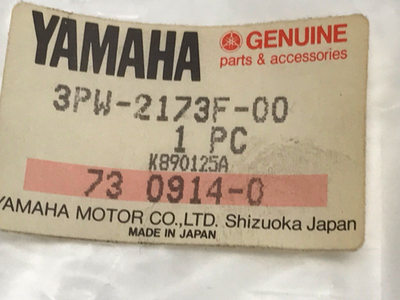 YAMAHA
GENUINE
parts & accessories
3PW-2173F-00
1 PC
K890125A
73 0914-0
YAMAHA MOTOR CO.,LTD. Shizuoka Japan
MADE IN JAPAN